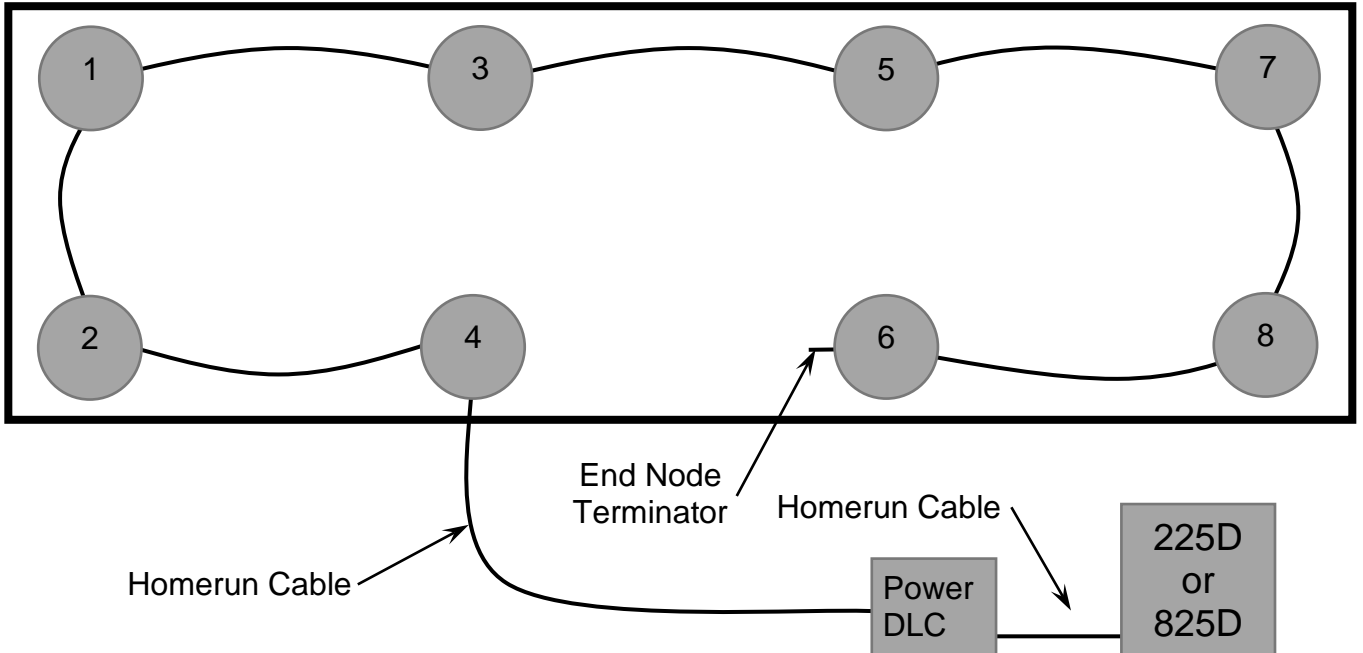 1
3
5
7
2
4
6
8
End Node
Terminator
Homerun Cable
225D
or
825D
Homerun Cable
Power
DLC